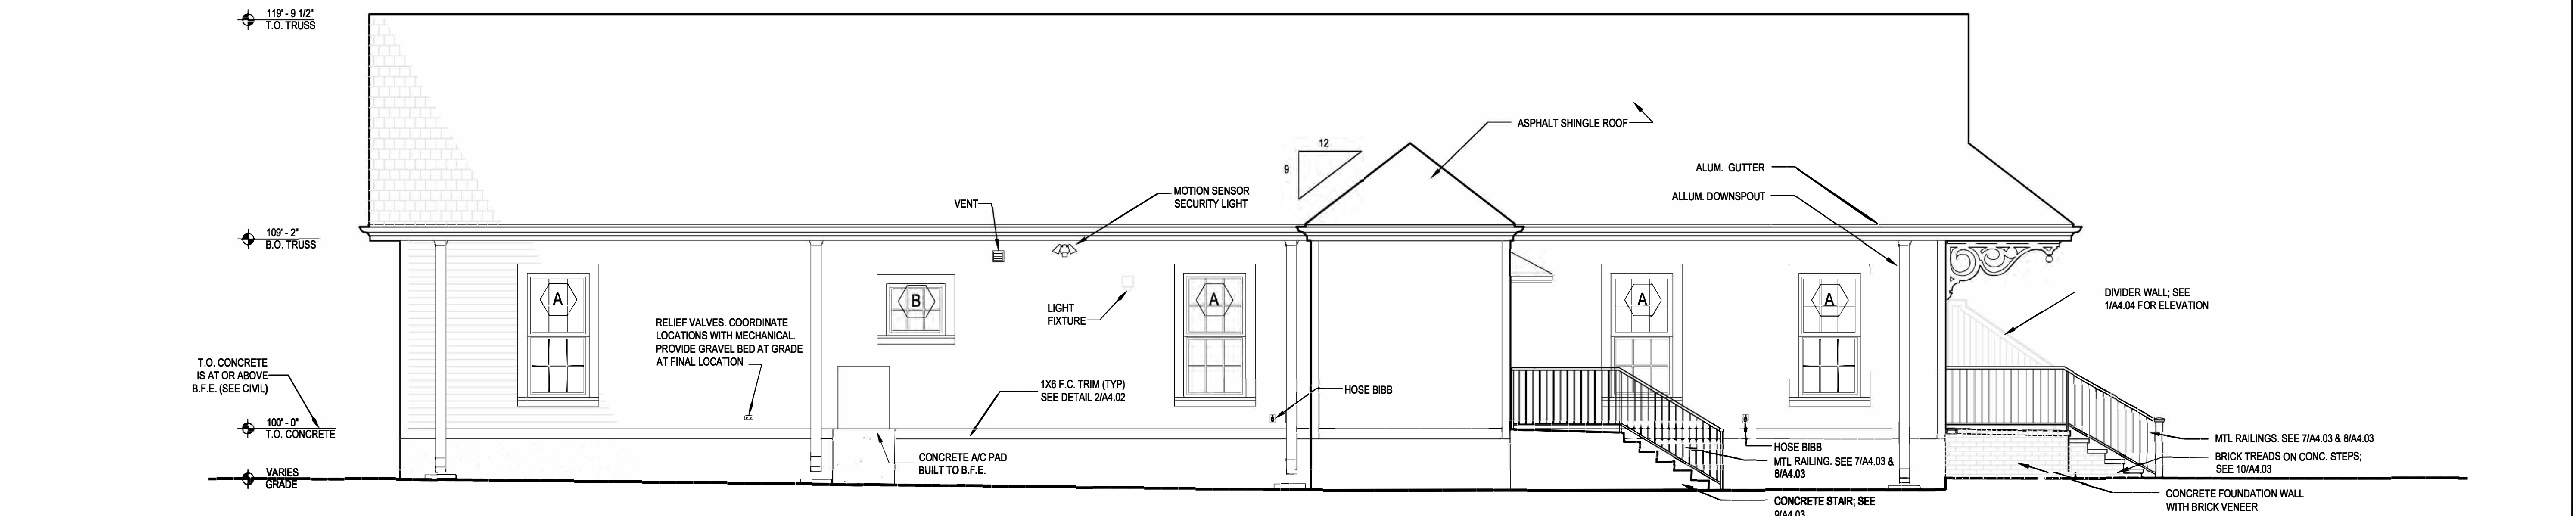 119' - 9 1/2"
T.O. TRUSS
12
9
ASPHALT SHINGLE ROOF
ALUM. GUTTER
ALLUM. DOWNSPOUT
MOTION SENSOR
SECURITY LIGHT
VENT
109' - 2"
B.O. TRUSS
A
B
A
A
A
LIGHT
FIXTURE
DIVIDER WALL; SEE
1/A4.04 FOR ELEVATION
RELIEF VALVES. COORDINATE
LOCATIONS WITH MECHANICAL.
PROVIDE GRAVEL BED AT GRADE
AT FINAL LOCATION
T.O. CONCRETE
IS AT OR ABOVE
B.F.E. (SEE CIVIL)
1X6 F.C. TRIM (TYP)
SEE DETAIL 2/A4.02
HOSE BIBB
100' - 0"
T.O. CONCRETE
CONCRETE A/C PAD
BUILT TO B.F.E.
HOSE BIBB
MTL RAILING. SEE 7/A4.03 &
8/A4.03
MTL RAILINGS. SEE 7/A4.03 & 8/A4.03
BRICK TREADS ON CONC. STEPS;
SEE 10/A4.03
VARIES
GRADE
CONCRETE STAIR; SEE
9/A4.03
CONCRETE FOUNDATION WALL
WITH BRICK VENEER